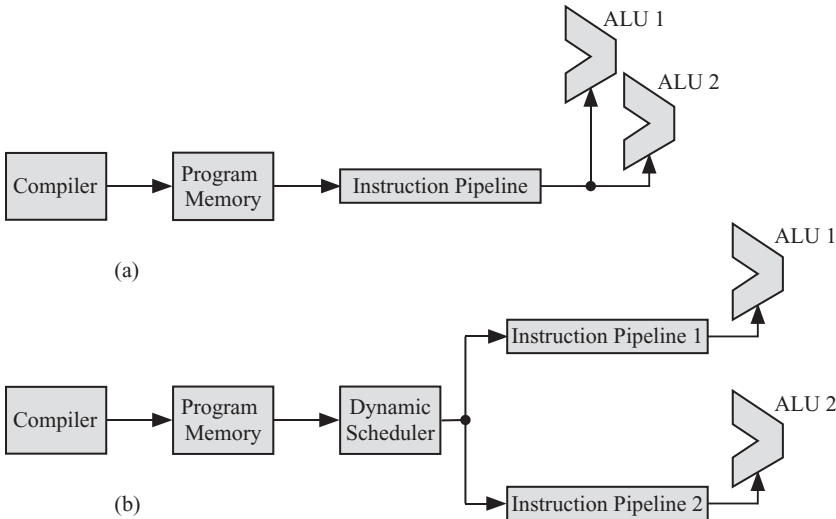 ALU 1
ALU 2
Compiler
Program
Memory
Instruction Pipeline
(a)
ALU 1
Instruction Pipeline 1
Compiler
Program
Memory
Dynamic
Scheduler
ALU 2
(b)
Instruction Pipeline 2